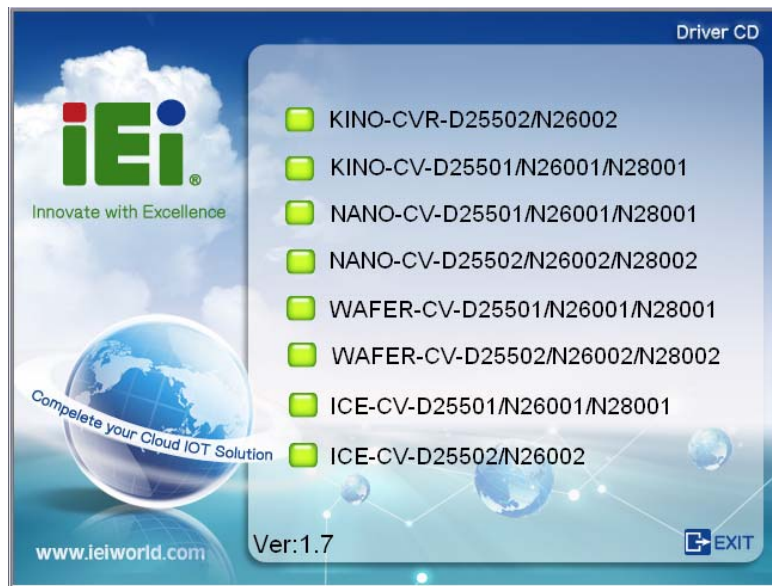 Driver CD
iEi®
Innovate with Excellence
KINO-CVR-D25502/N26002
KINO-CV-D25501/N26001/N28001
NANO-CV-D25501/N26001/N28001
NANO-CV-D25502/N26002/N28002
WAFER-CV-D25501/N26001/N28001
WAFER-CV-D25502/N26002/N28002
ICE-CV-D25501/N26001/N28001
ICE-CV-D25502/N26002
Compelete your Cloud IOT Solution
www.ieiworld.com
Ver:1.7
EXIT